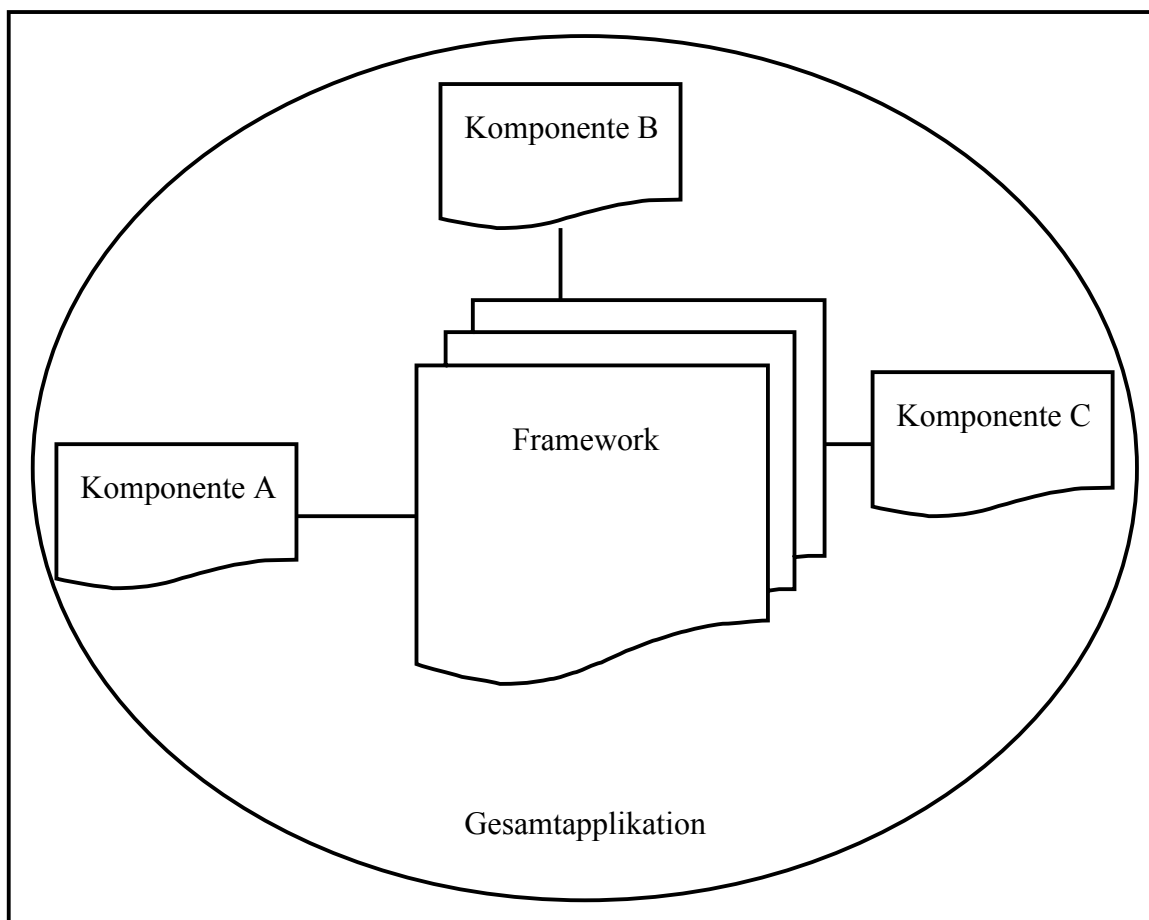 Komponente B
Komponente C
Framework
Komponente A
Gesamtapplikation